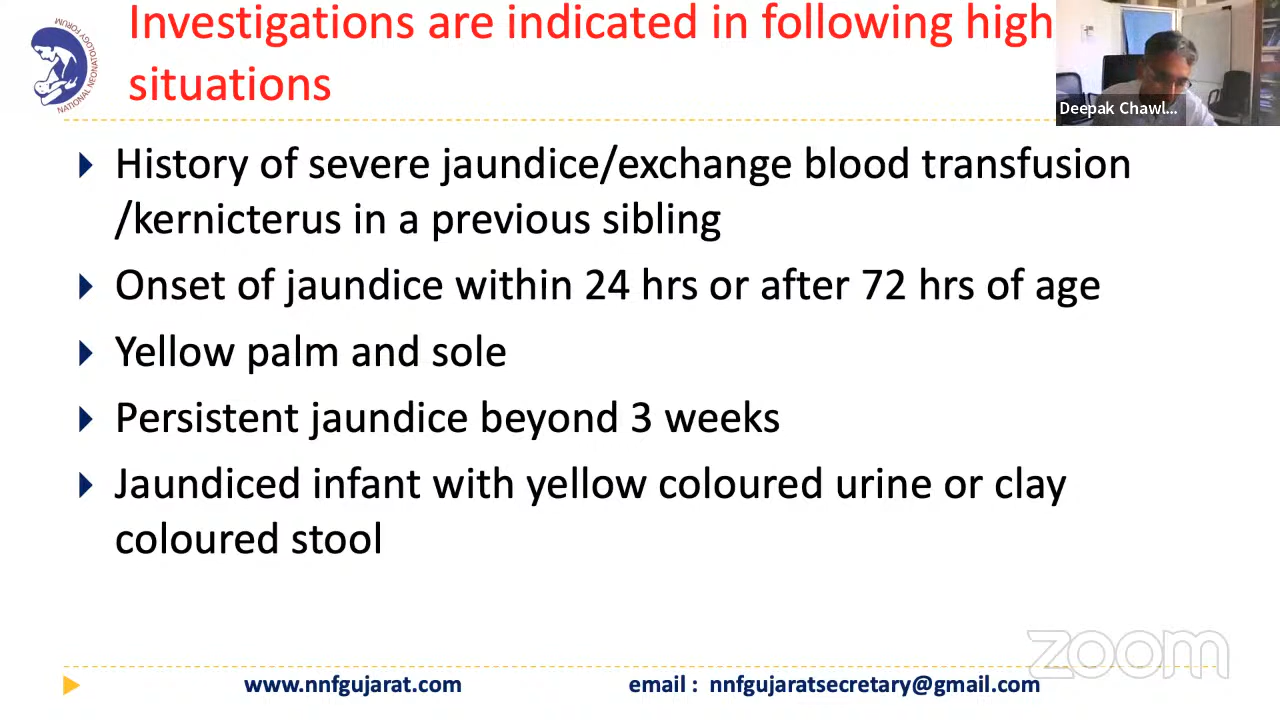 Investigations are indicated in following high
situations
Deepak Chawl...
NATIONAL NEONATOLOGY FORUM
History of severe jaundice/exchange blood transfusion
/kernicterus in a previous sibling
Onset of jaundice within 24 hrs or after 72 hrs of age
Yellow palm and sole
Persistent jaundice beyond 3 weeks
Jaundiced infant with yellow coloured urine or clay
coloured stool
zoom
www.nnfgujarat.com
email : nnfgujaratsecretary@gmail.com